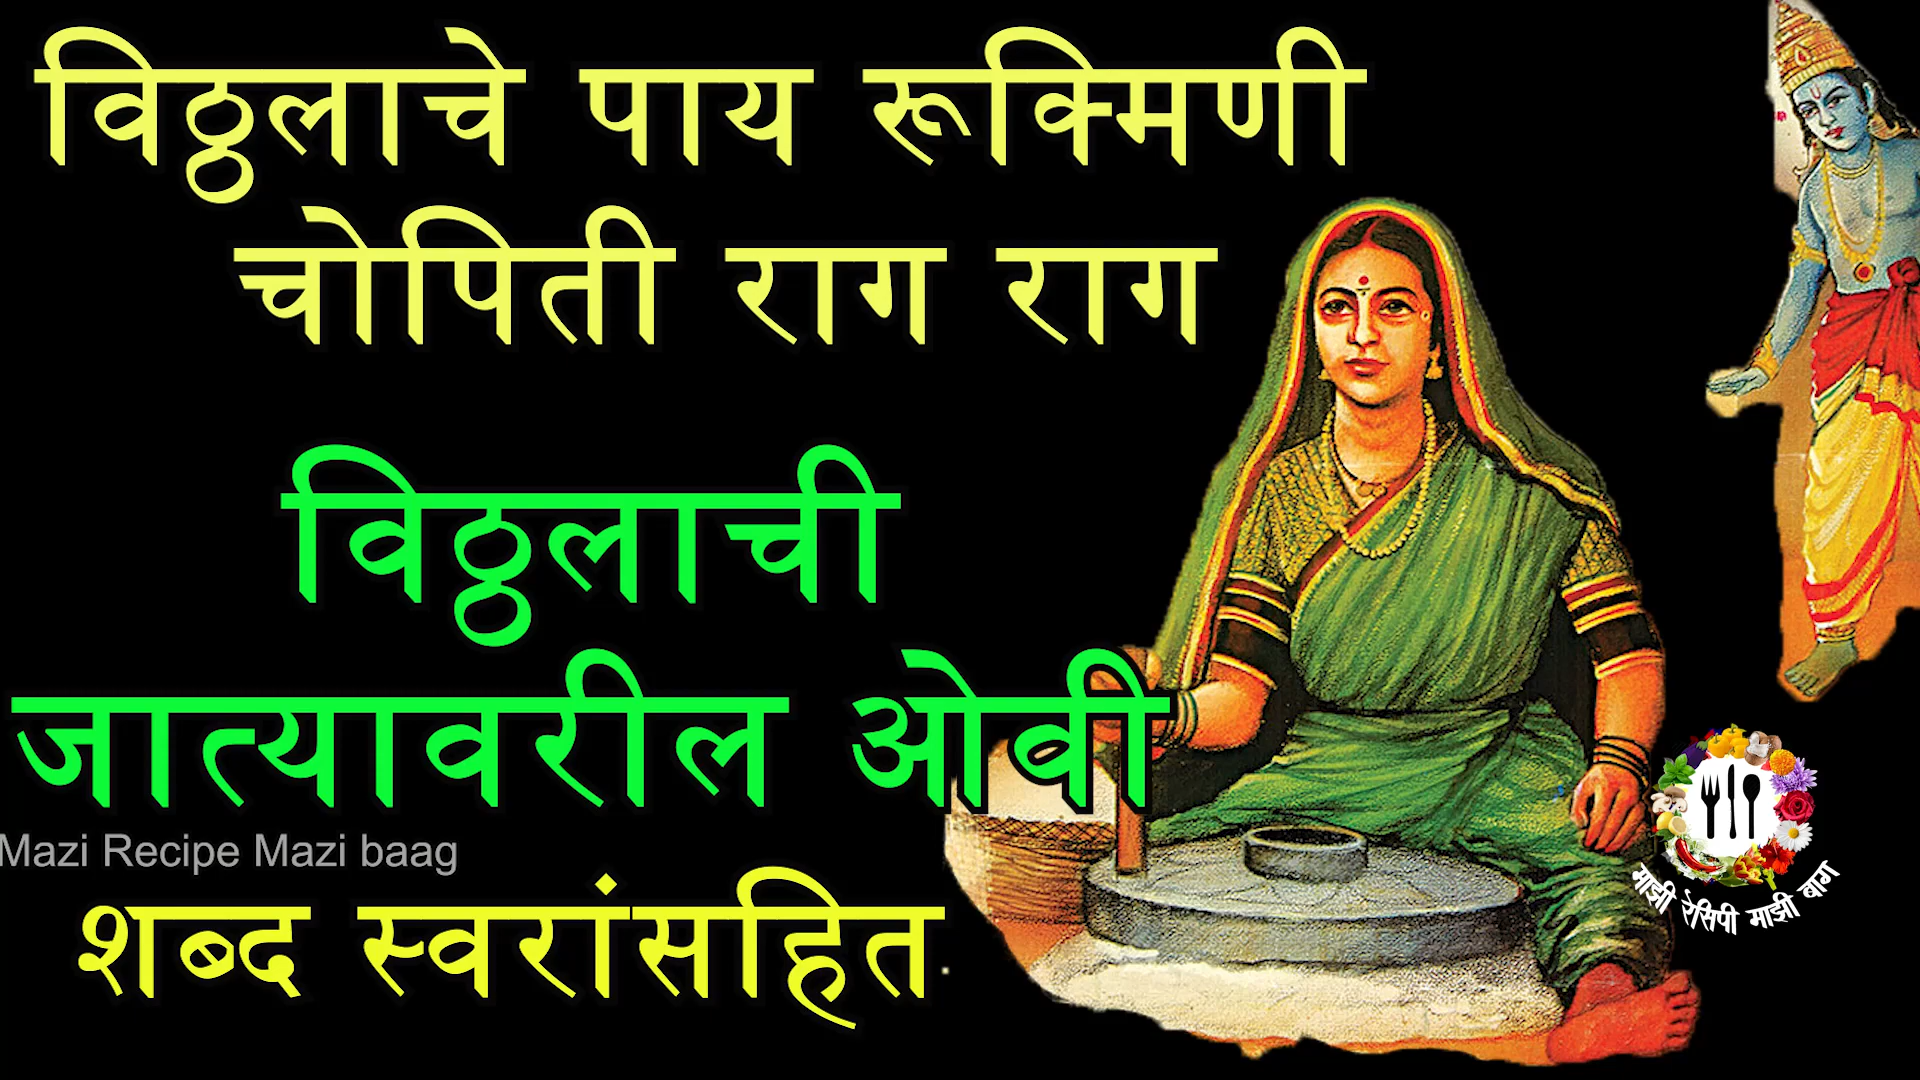 विठ्ठलाचे पाय रूक्मिणी
चोपिती राग राग
विठ्ठलाची
जात्यावरील ओवी
Mazi Recipe Mazi baag
शब्द स्वरांसहित
माझी रेसिपी माझी बाग